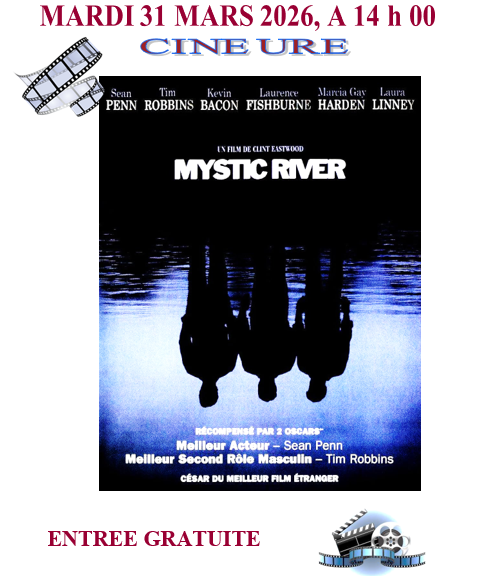 MARDI 31 MARS 2026, A 14 h 00
CINE URE
Sean PENN
Tim ROBBINS
Kevin BACON
Laurence FISHBURNE
Marcia Gay HARDEN
Laura LINNEY
UN FILM DE CLINT EASTWOOD
MYSTIC RIVER
RÉCOMPENSÉ PAR 2 OSCARS™
Meilleur Acteur – Sean Penn
Meilleur Second Rôle Masculin – Tim Robbins
CÉSAR DU MEILLEUR FILM ÉTRANGER
ENTREE GRATUITE